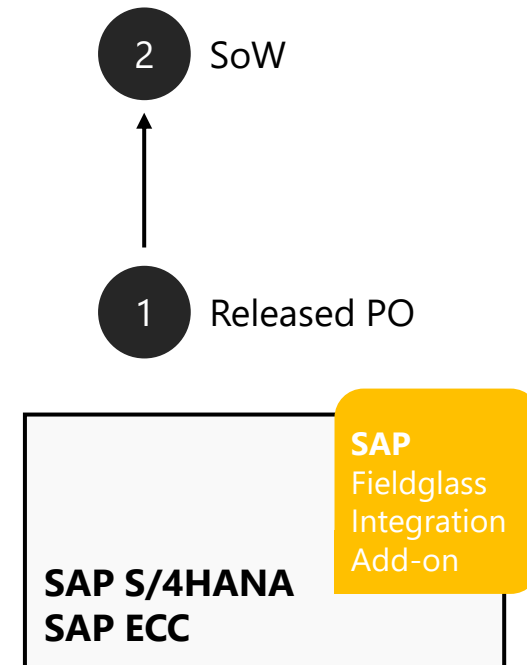 2 SoW
1 Released PO
SAP
Fieldglass
Integration
Add-on
SAP S/4HANA
SAP ECC